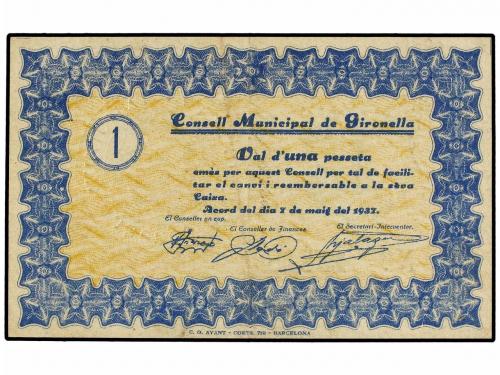 Consell Municipal de Gironella
1
Val d'una pesseta
emès per aquest Consell per tal de facili-
tar el canvi i reemborsable a la sèva
Caixa.
Acord del dia 7 de maig del 1937.
El Conseller en cap.
El Conseller de Finances
El Secretari-Interventor.
C. G. AVANT - CORTS, 719 - BARCELONA